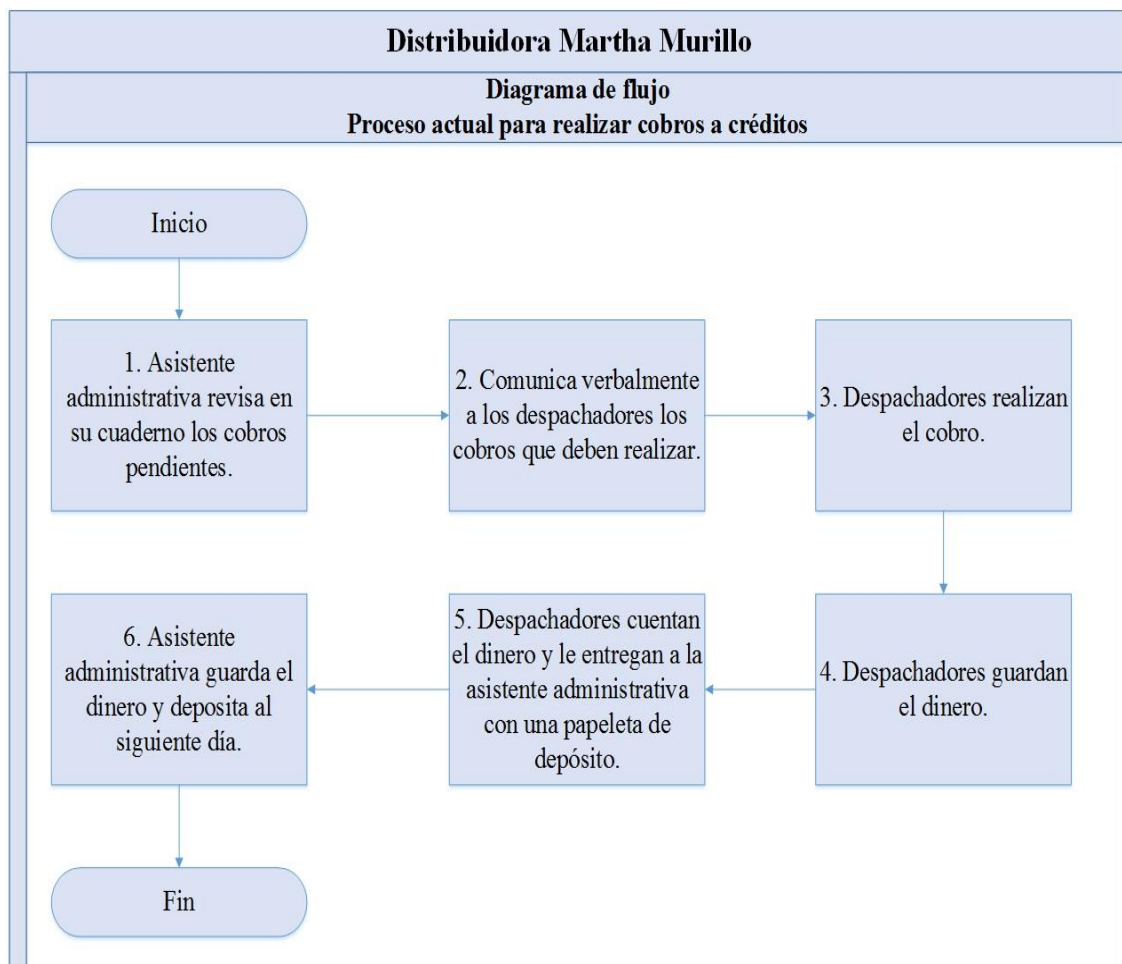 Distribuidora Martha Murillo
Diagrama de flujo
Proceso actual para realizar cobros a créditos
Inicio
1. Asistente
administrativa revisa en
su cuaderno los cobros
pendientes.
2. Comunica verbalmente
a los despachadores los
cobros que deben realizar.
3. Despachadores realizan
el cobro.
4. Despachadores guardan
el dinero.
5. Despachadores cuentan
el dinero y le entregan a la
asistente administrativa
con una papeleta de
depósito.
6. Asistente
administrativa guarda el
dinero y deposita al
siguiente día.
Fin